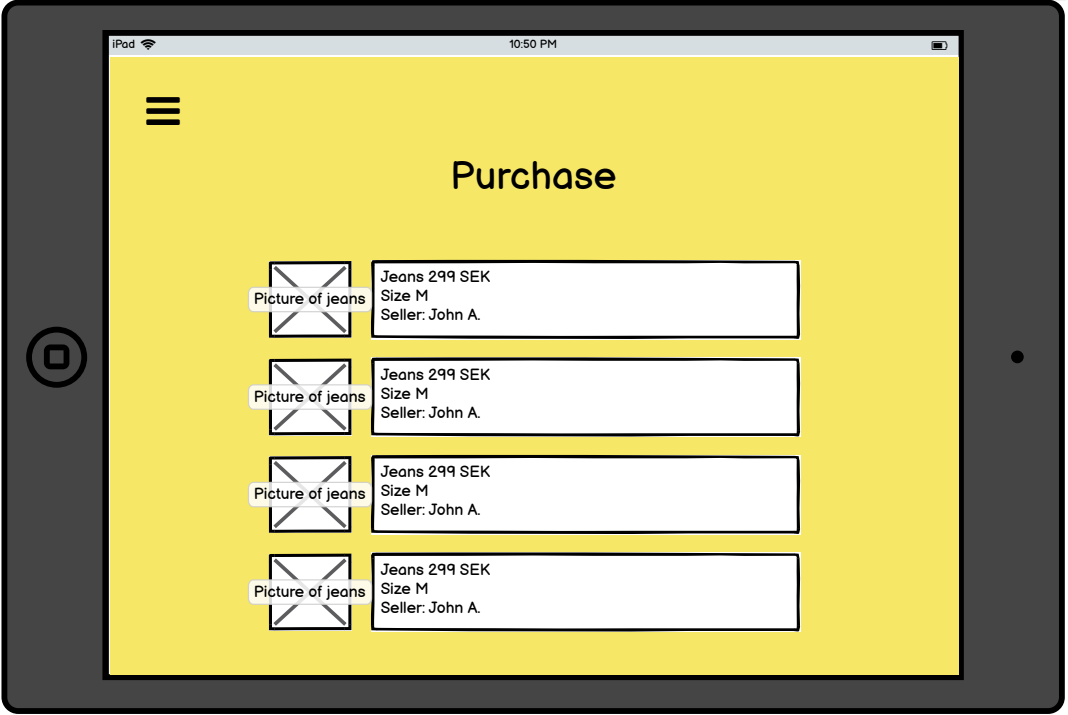 iPad
10:50 PM
Purchase
Picture of jeans
Jeans 299 SEK
Size M
Seller: John A.
Picture of jeans
Jeans 299 SEK
Size M
Seller: John A.
Picture of jeans
Jeans 299 SEK
Size M
Seller: John A.
Picture of jeans
Jeans 299 SEK
Size M
Seller: John A.